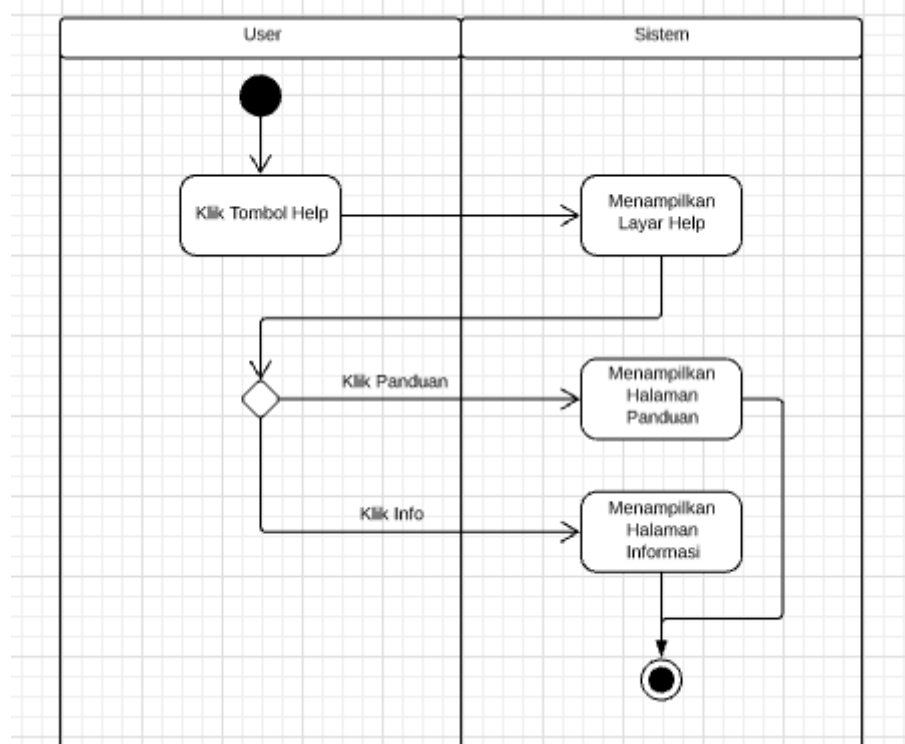 User
Sistem
Klik Tombol Help
Menampilkan
Layar Help
Klik Panduan
Menampilkan
Halaman
Panduan
Klik Info
Menampilkan
Halaman
Informasi